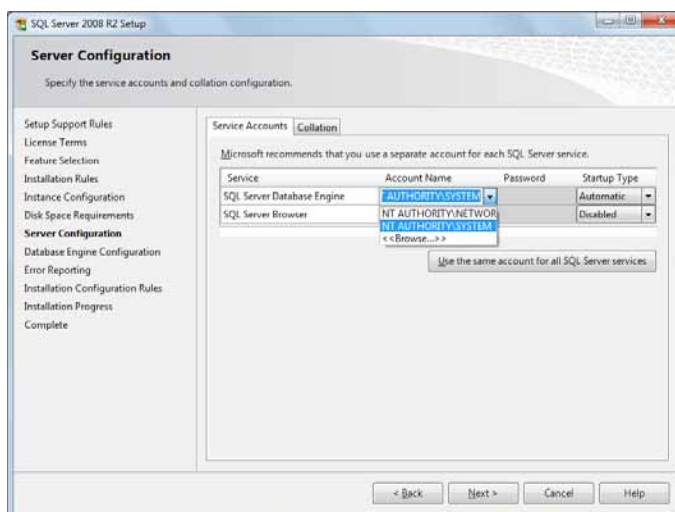 SQL Server 2008 R2 Setup
Server Configuration
Specify the service accounts and collation configuration.
Setup Support Rules
License Terms
Feature Selection
Installation Rules
Instance Configuration
Disk Space Requirements
Server Configuration
Database Engine Configuration
Error Reporting
Installation Configuration Rules
Installation Progress
Complete
Service Accounts Collation
Microsoft recommends that you use a separate account for each SQL Server service.
Service Account Name Password Startup Type
SQL Server Database Engine AUTHORITY\SYSTEM Automatic
SQL Server Browser NT AUTHORITY\NETWOR Disabled
NT AUTHORITY\SYSTEM
<<Browse...>>
Use the same account for all SQL Server services
< Back Next > Cancel Help